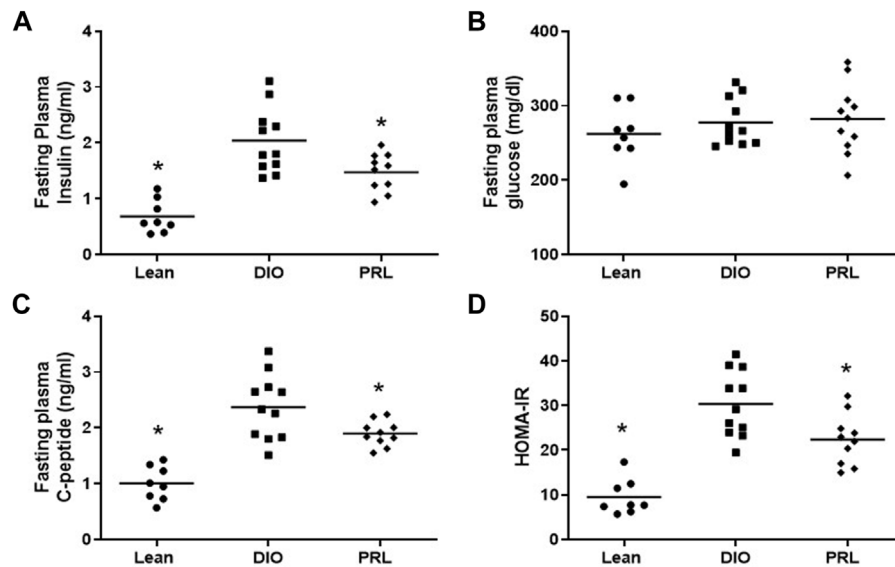 A
Fasting Plasma
Insulin (ng/ml)
4
3
2
1
0
*
*
Lean DIO PRL
B
Fasting plasma
glucose (mg/dl)
400
300
200
100
Lean DIO PRL
C
Fasting plasma
C-peptide (ng/ml)
4
3
2
1
0
*
*
Lean DIO PRL
D
HOMA-IR
50
40
30
20
10
0
*
*
Lean DIO PRL